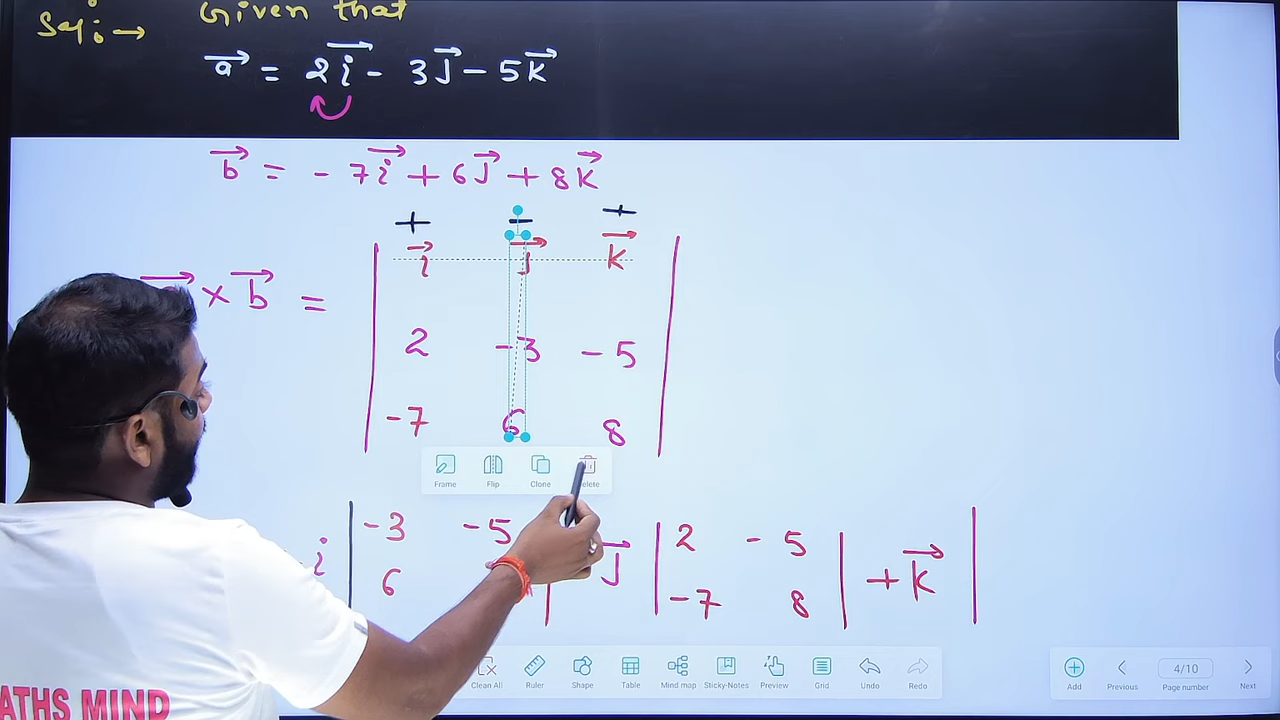 Soln → Given that
a = 2i - 3J - 5K
b = - 7i + 6J + 8K
+ - +
i J K
× b =
2 -3 - 5
-7 6 8
Frame Flip Clone
i -3 -5 J 2 - 5 + K
6 -7 8
Clean All Ruler Shape Table Mind map Sticky-Notes Preview Grid Undo Redo
Add Previous 4/10 Page number Next
ATHS MIND